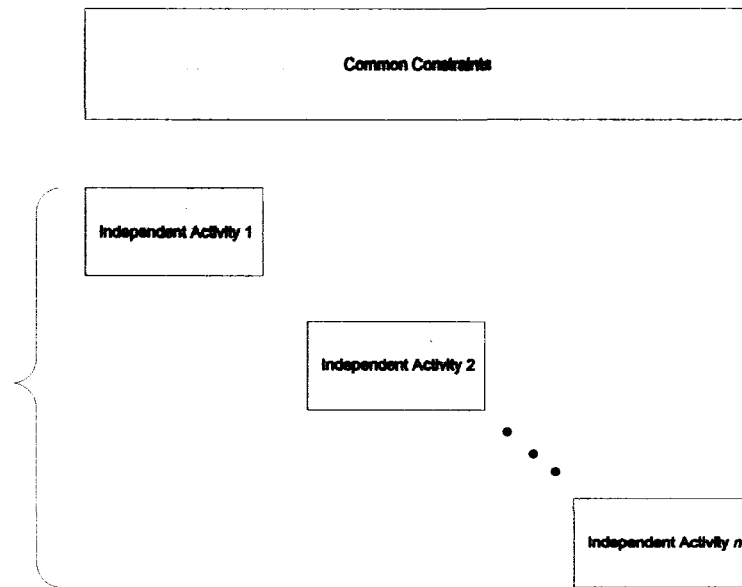 Common Constraints
Independent Activity 1
Independent Activity 2
Independent Activity n